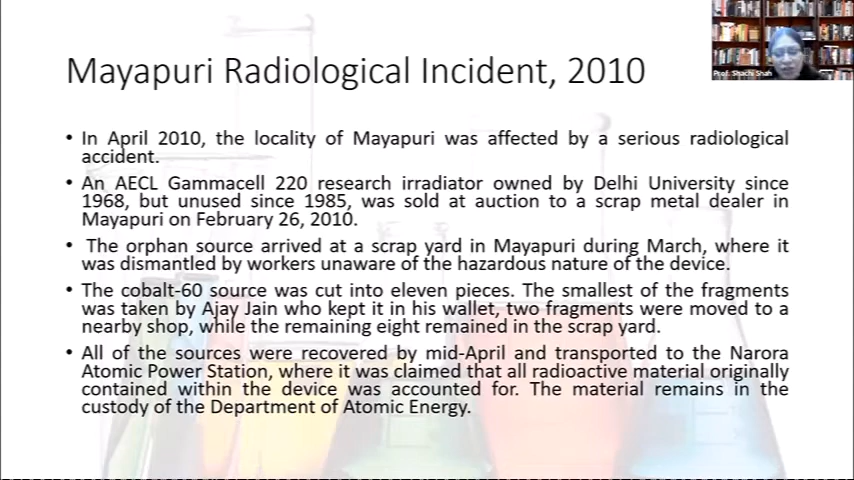 Mayapuri Radiological Incident, 2010
Prof. Shachi Shah
• In April 2010, the locality of Mayapuri was affected by a serious radiological
accident.
• An AECL Gammacell 220 research irradiator owned by Delhi University since
1968, but unused since 1985, was sold at auction to a scrap metal dealer in
Mayapuri on February 26, 2010.
• The orphan source arrived at a scrap yard in Mayapuri during March, where it
was dismantled by workers unaware of the hazardous nature of the device.
• The cobalt-60 source was cut into eleven pieces. The smallest of the fragments
was taken by Ajay Jain who kept it in his wallet, two fragments were moved to a
nearby shop, while the remaining eight remained in the scrap yard.
• All of the sources were recovered by mid-April and transported to the Narora
Atomic Power Station, where it was claimed that all radioactive material originally
contained within the device was accounted for. The material remains in the
custody of the Department of Atomic Energy.